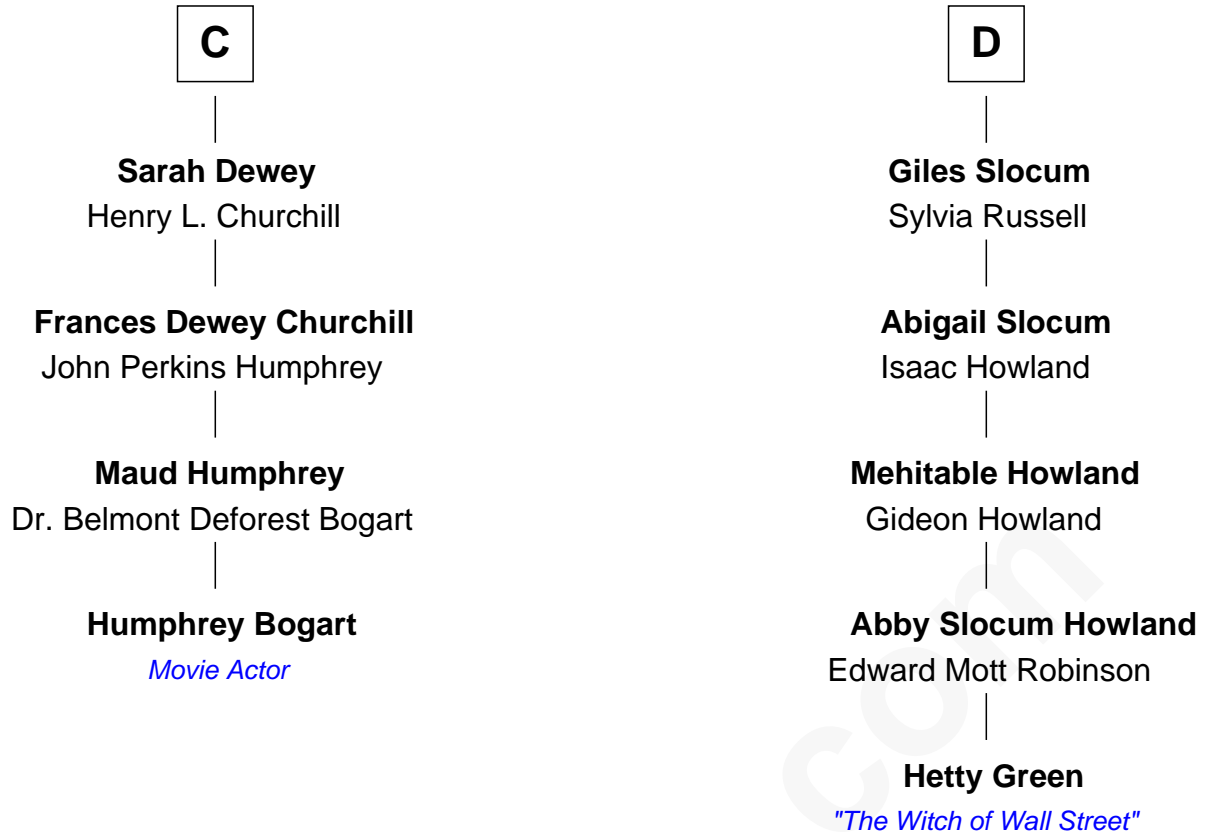 C
Sarah Dewey
Henry L. Churchill
Frances Dewey Churchill
John Perkins Humphrey
Maud Humphrey
Dr. Belmont Deforest Bogart
Humphrey Bogart
Movie Actor
D
Giles Slocum
Sylvia Russell
Abigail Slocum
Isaac Howland
Mehitable Howland
Gideon Howland
Abby Slocum Howland
Edward Mott Robinson
Hetty Green
"The Witch of Wall Street"
com